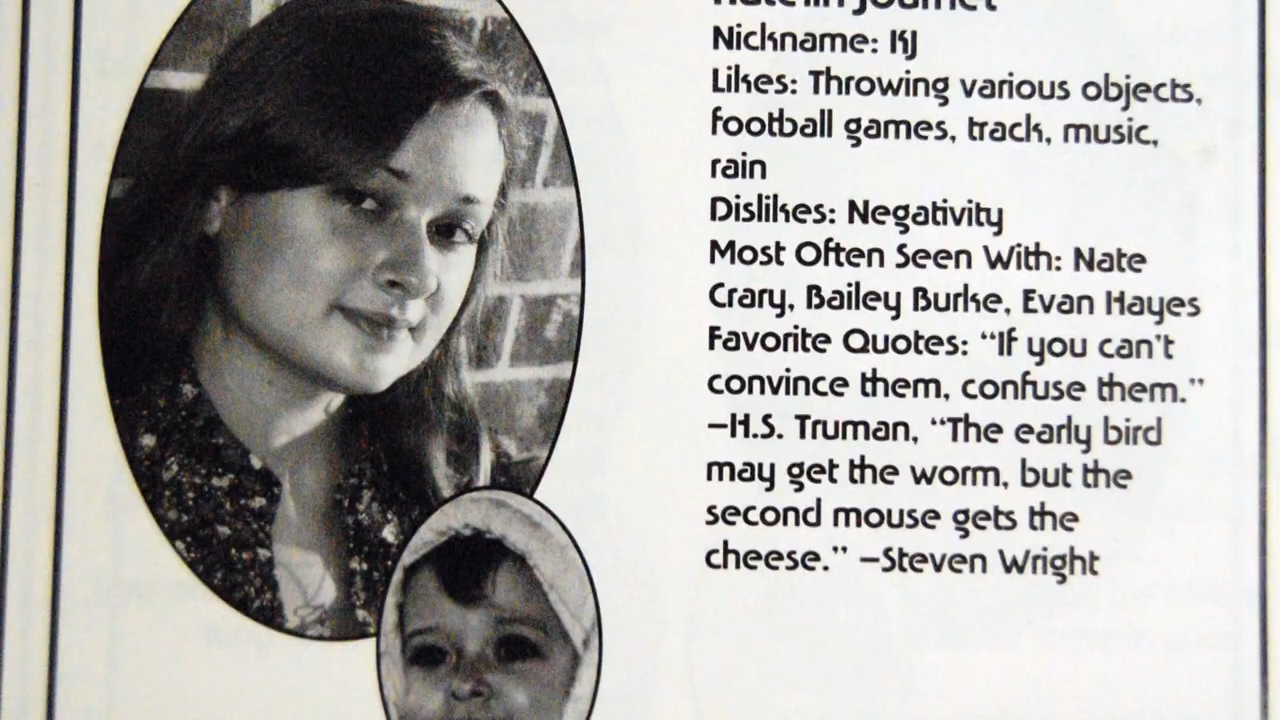 Nickname: KJ
Likes: Throwing various objects,
football games, track, music,
rain
Dislikes: Negativity
Most Often Seen With: Nate
Crary, Bailey Burke, Evan Hayes
Favorite Quotes: “If you can't
convince them, confuse them.”
–H.S. Truman, “The early bird
may get the worm, but the
second mouse gets the
cheese.” –Steven Wright